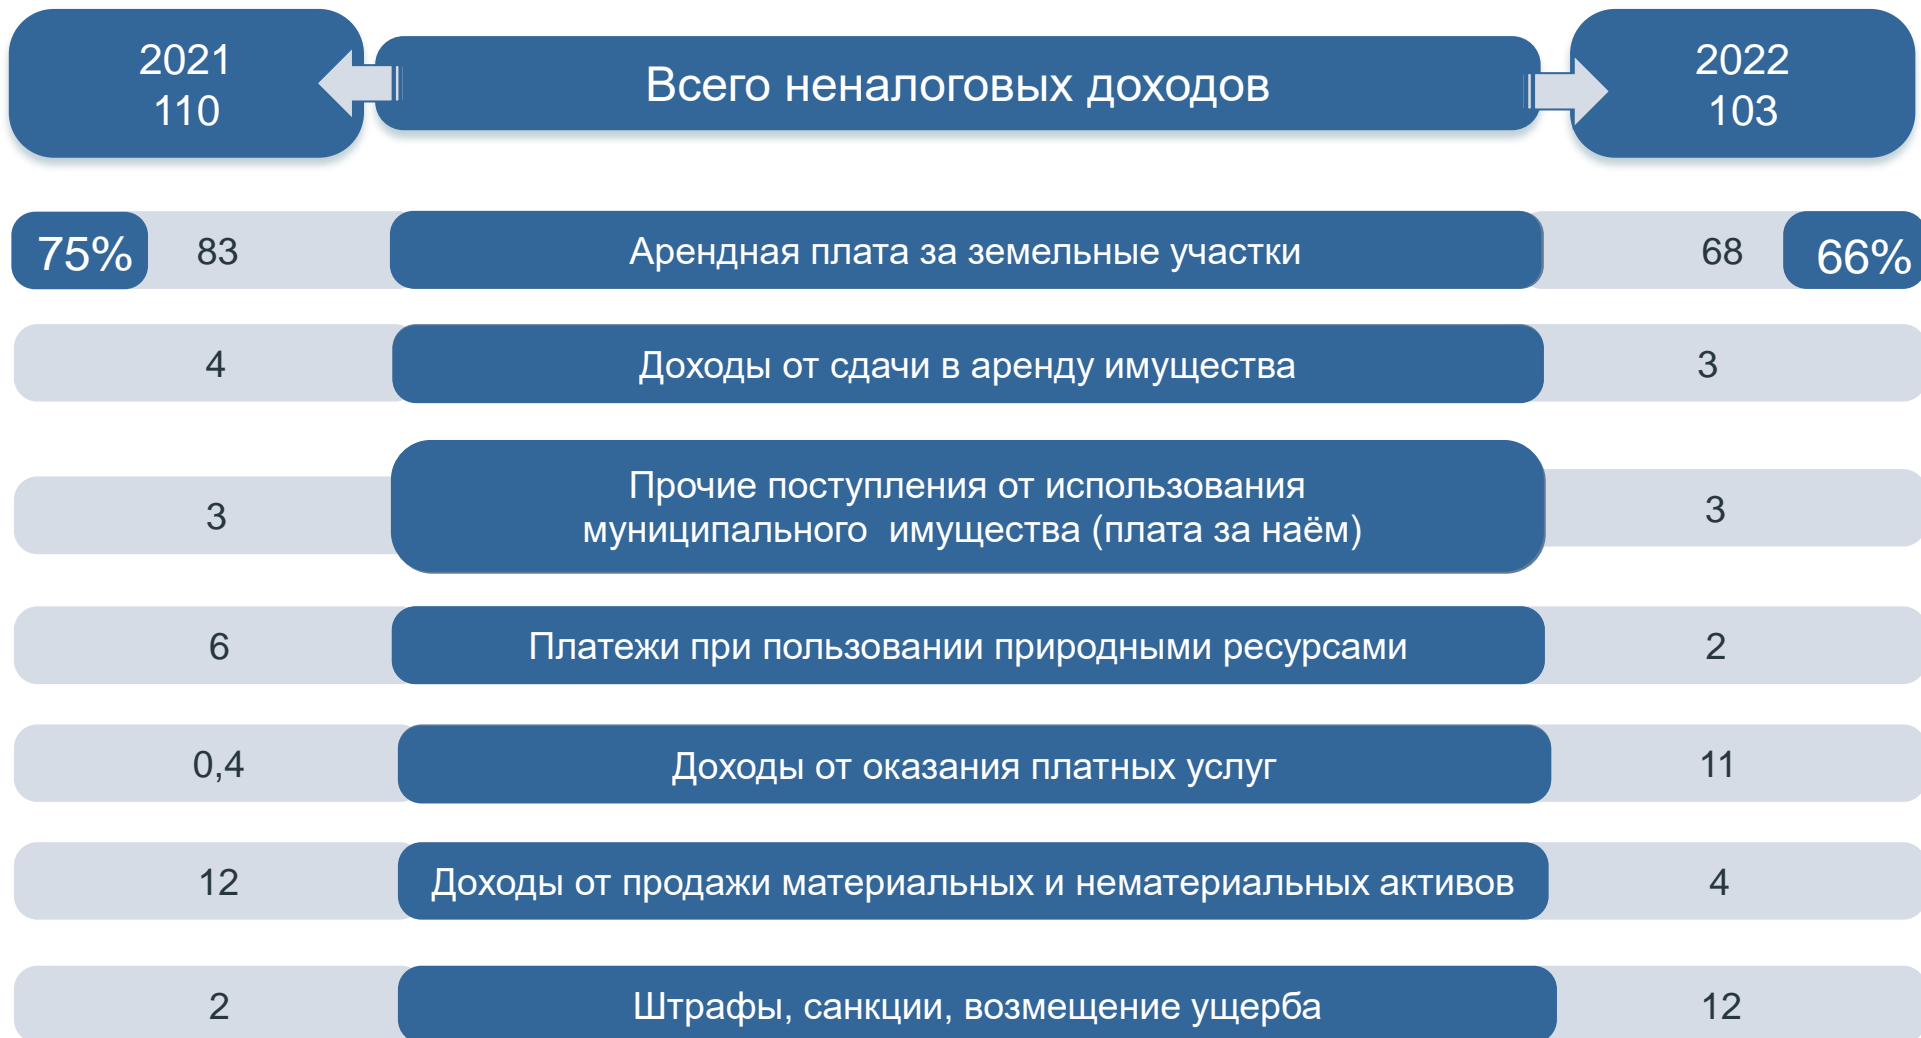 2021
110
Всего неналоговых доходов
2022
103
75%
83
Арендная плата за земельные участки
68
66%
4
Доходы от сдачи в аренду имущества
3
3
Прочие поступления от использования
муниципального  имущества (плата за наём)
3
6
Платежи при пользовании природными ресурсами
2
0,4
Доходы от оказания платных услуг
11
12
Доходы от продажи материальных и нематериальных активов
4
2
Штрафы, санкции, возмещение ущерба
12